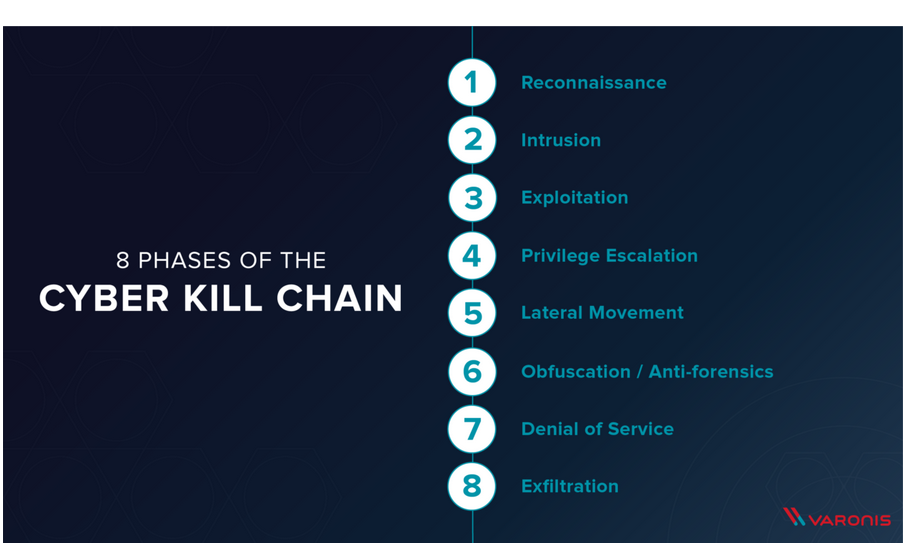 8 PHASES OF THE
CYBER KILL CHAIN
1 Reconnaissance
2 Intrusion
3 Exploitation
4 Privilege Escalation
5 Lateral Movement
6 Obfuscation / Anti-forensics
7 Denial of Service
8 Exfiltration
VARONIS